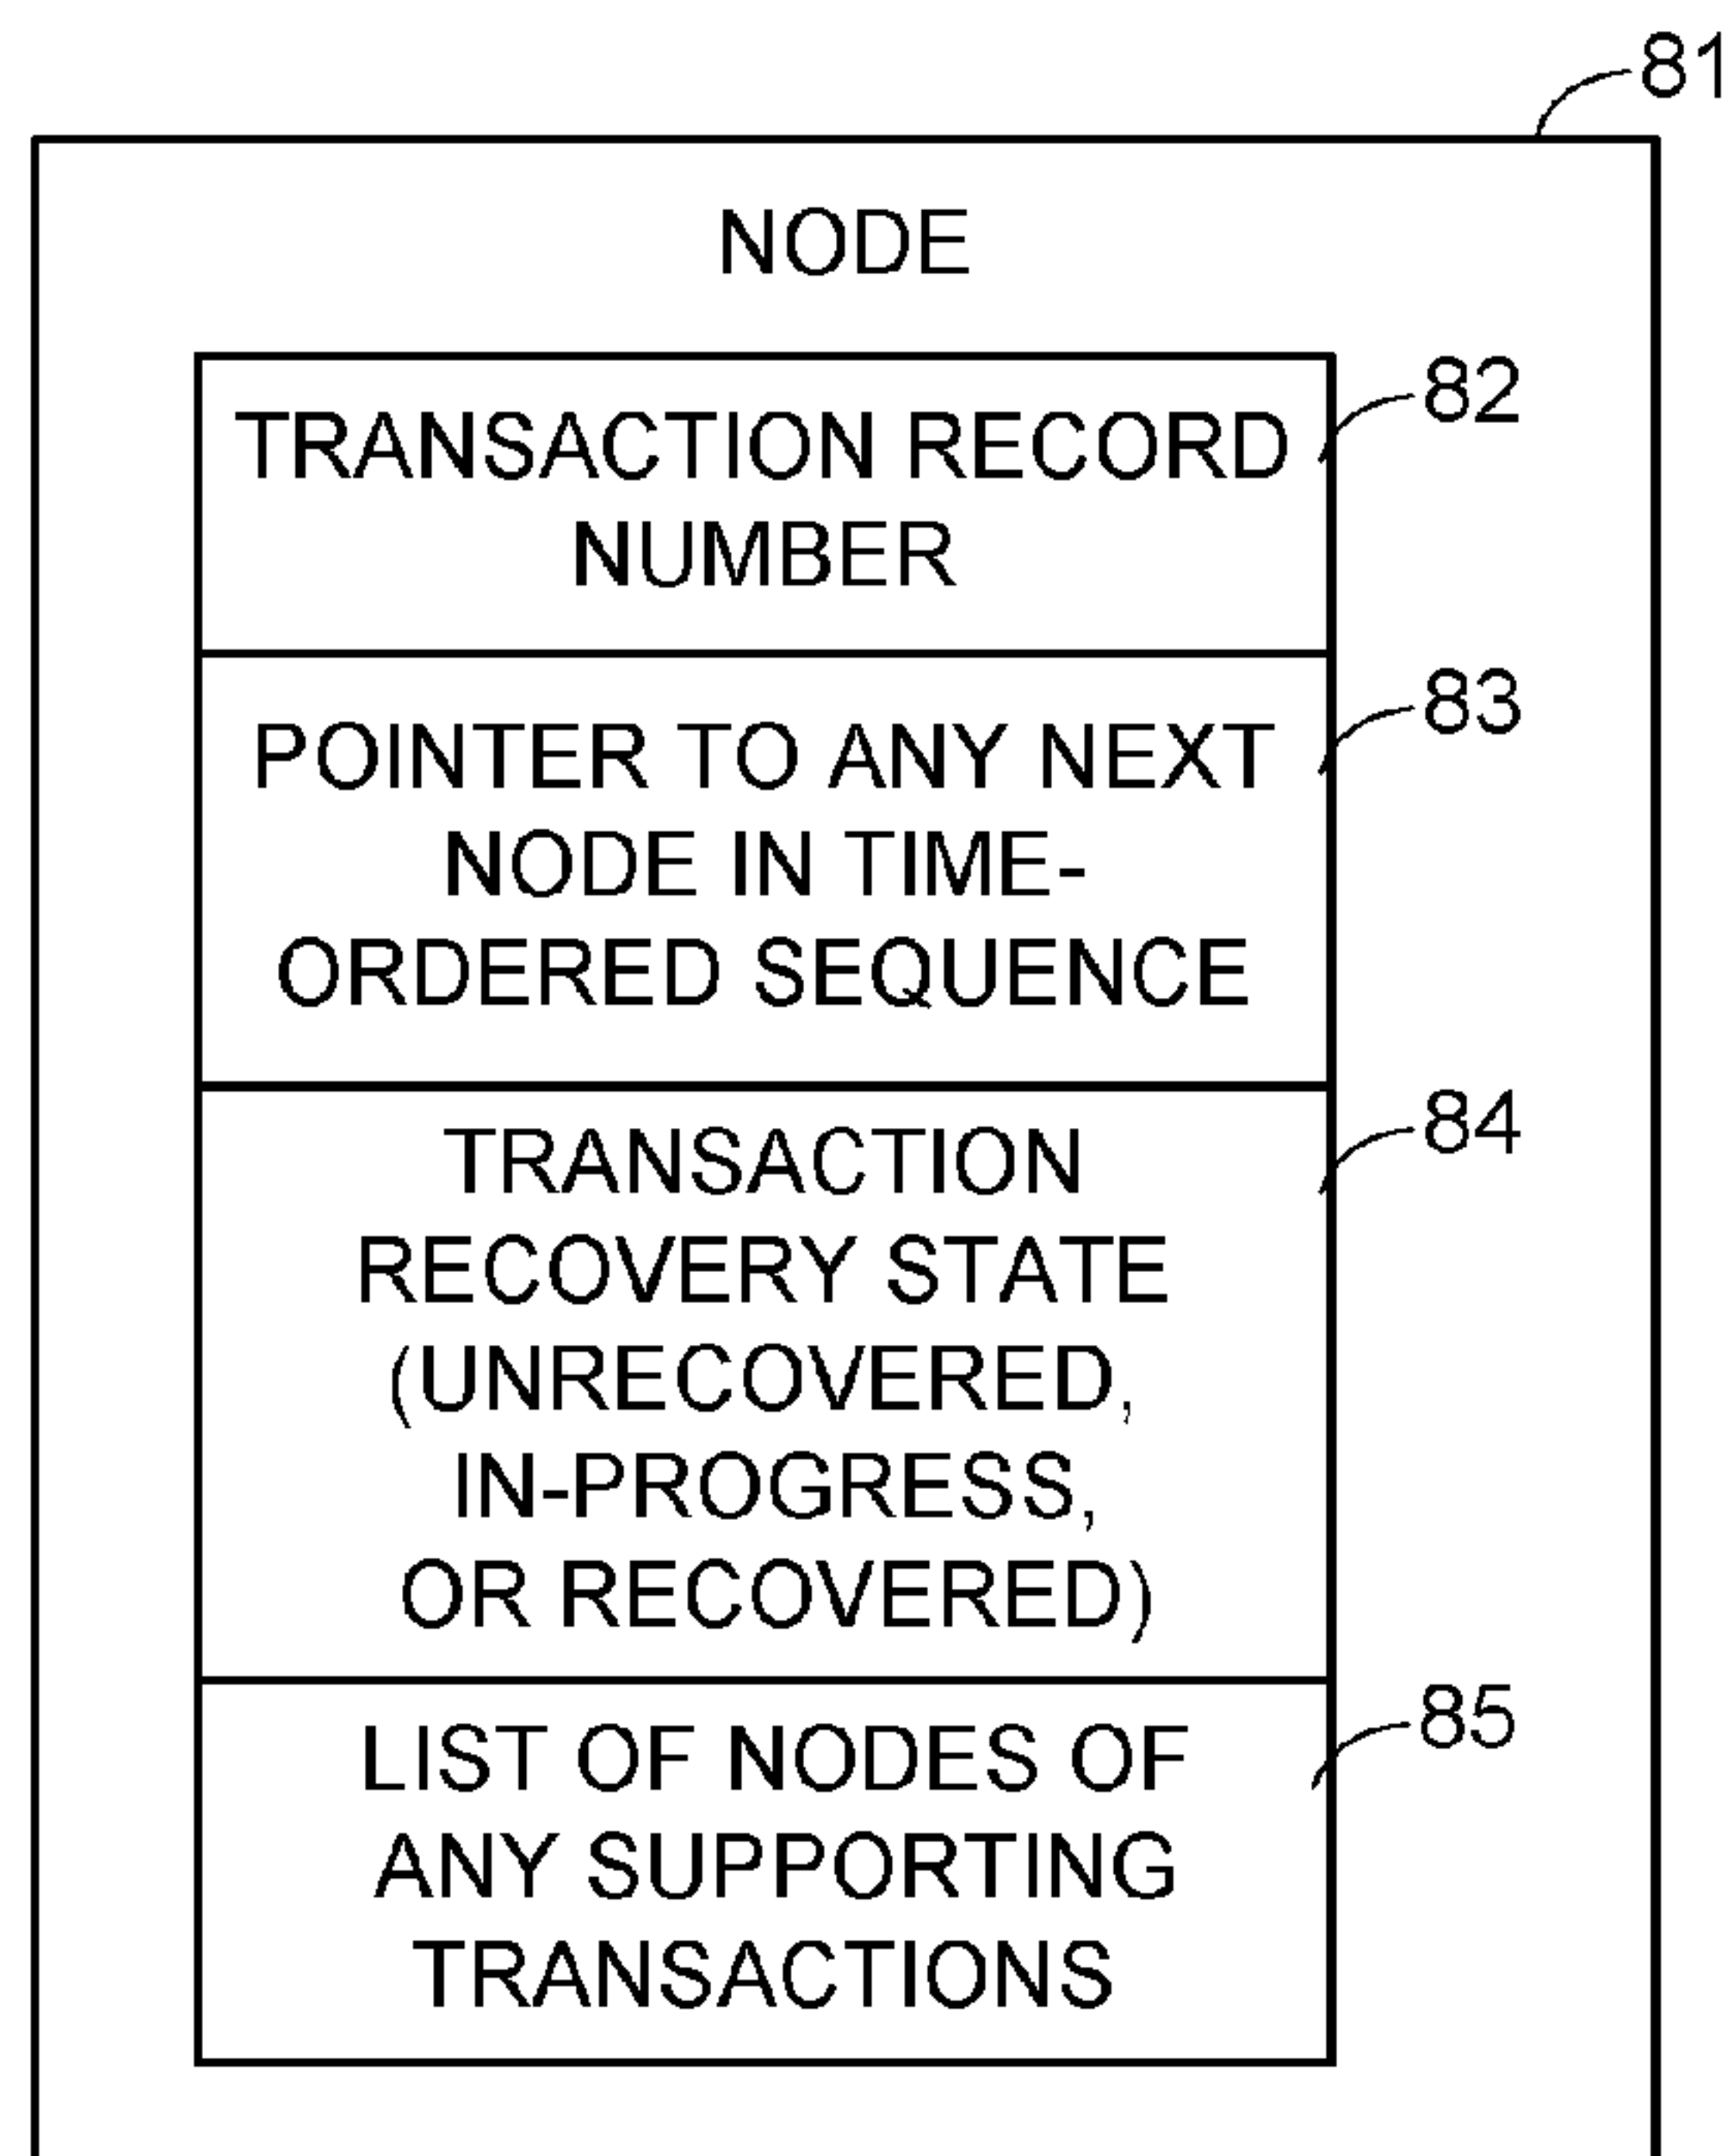 81
NODE
82
TRANSACTION RECORD
NUMBER
83
POINTER TO ANY NEXT
NODE IN TIME-
ORDERED SEQUENCE
84
TRANSACTION
RECOVERY STATE
(UNRECOVERED,
IN-PROGRESS,
OR RECOVERED)
85
LIST OF NODES OF
ANY SUPPORTING
TRANSACTIONS